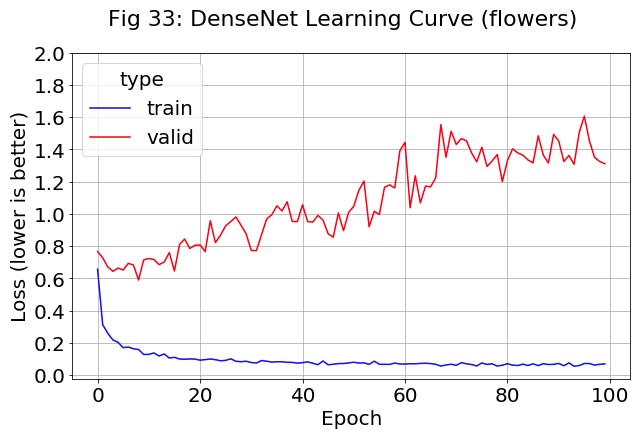 Fig 33: DenseNet Learning Curve (flowers)
2.0
1.8
1.6
1.4
1.2
1.0
0.8
0.6
0.4
0.2
0.0
type
train
valid
Loss (lower is better)
0 20 40 60 80 100
Epoch